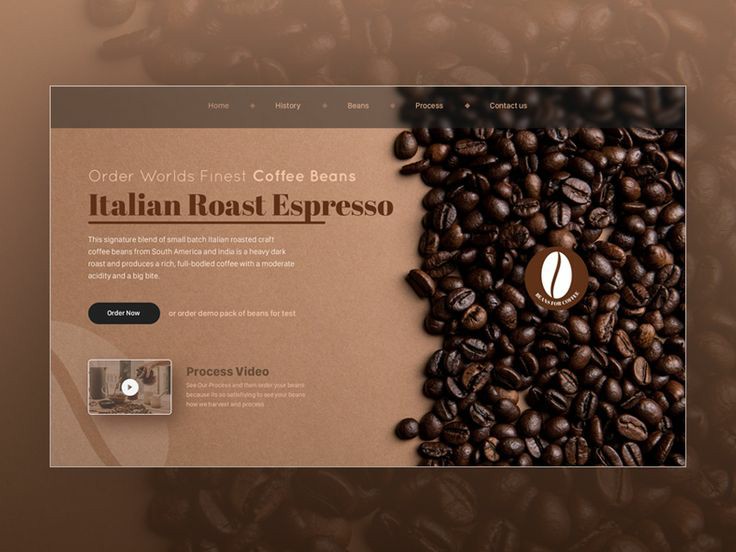 Home
History
Beans
Process
Contact us
Order Worlds Finest Coffee Beans
Italian Roast Espresso
This signature blend of small batch Italian roasted craft
coffee beans from South America and India is a heavy dark
roast and produces a rich, full-bodied coffee with a moderate
acidity and a big bite.
Order Now
or order demo pack of beans for test
BEANS FOR COFFEE
Process Video
See Our Process and then order your beans
because its so satisfiying to see your beans
how we harvest and process